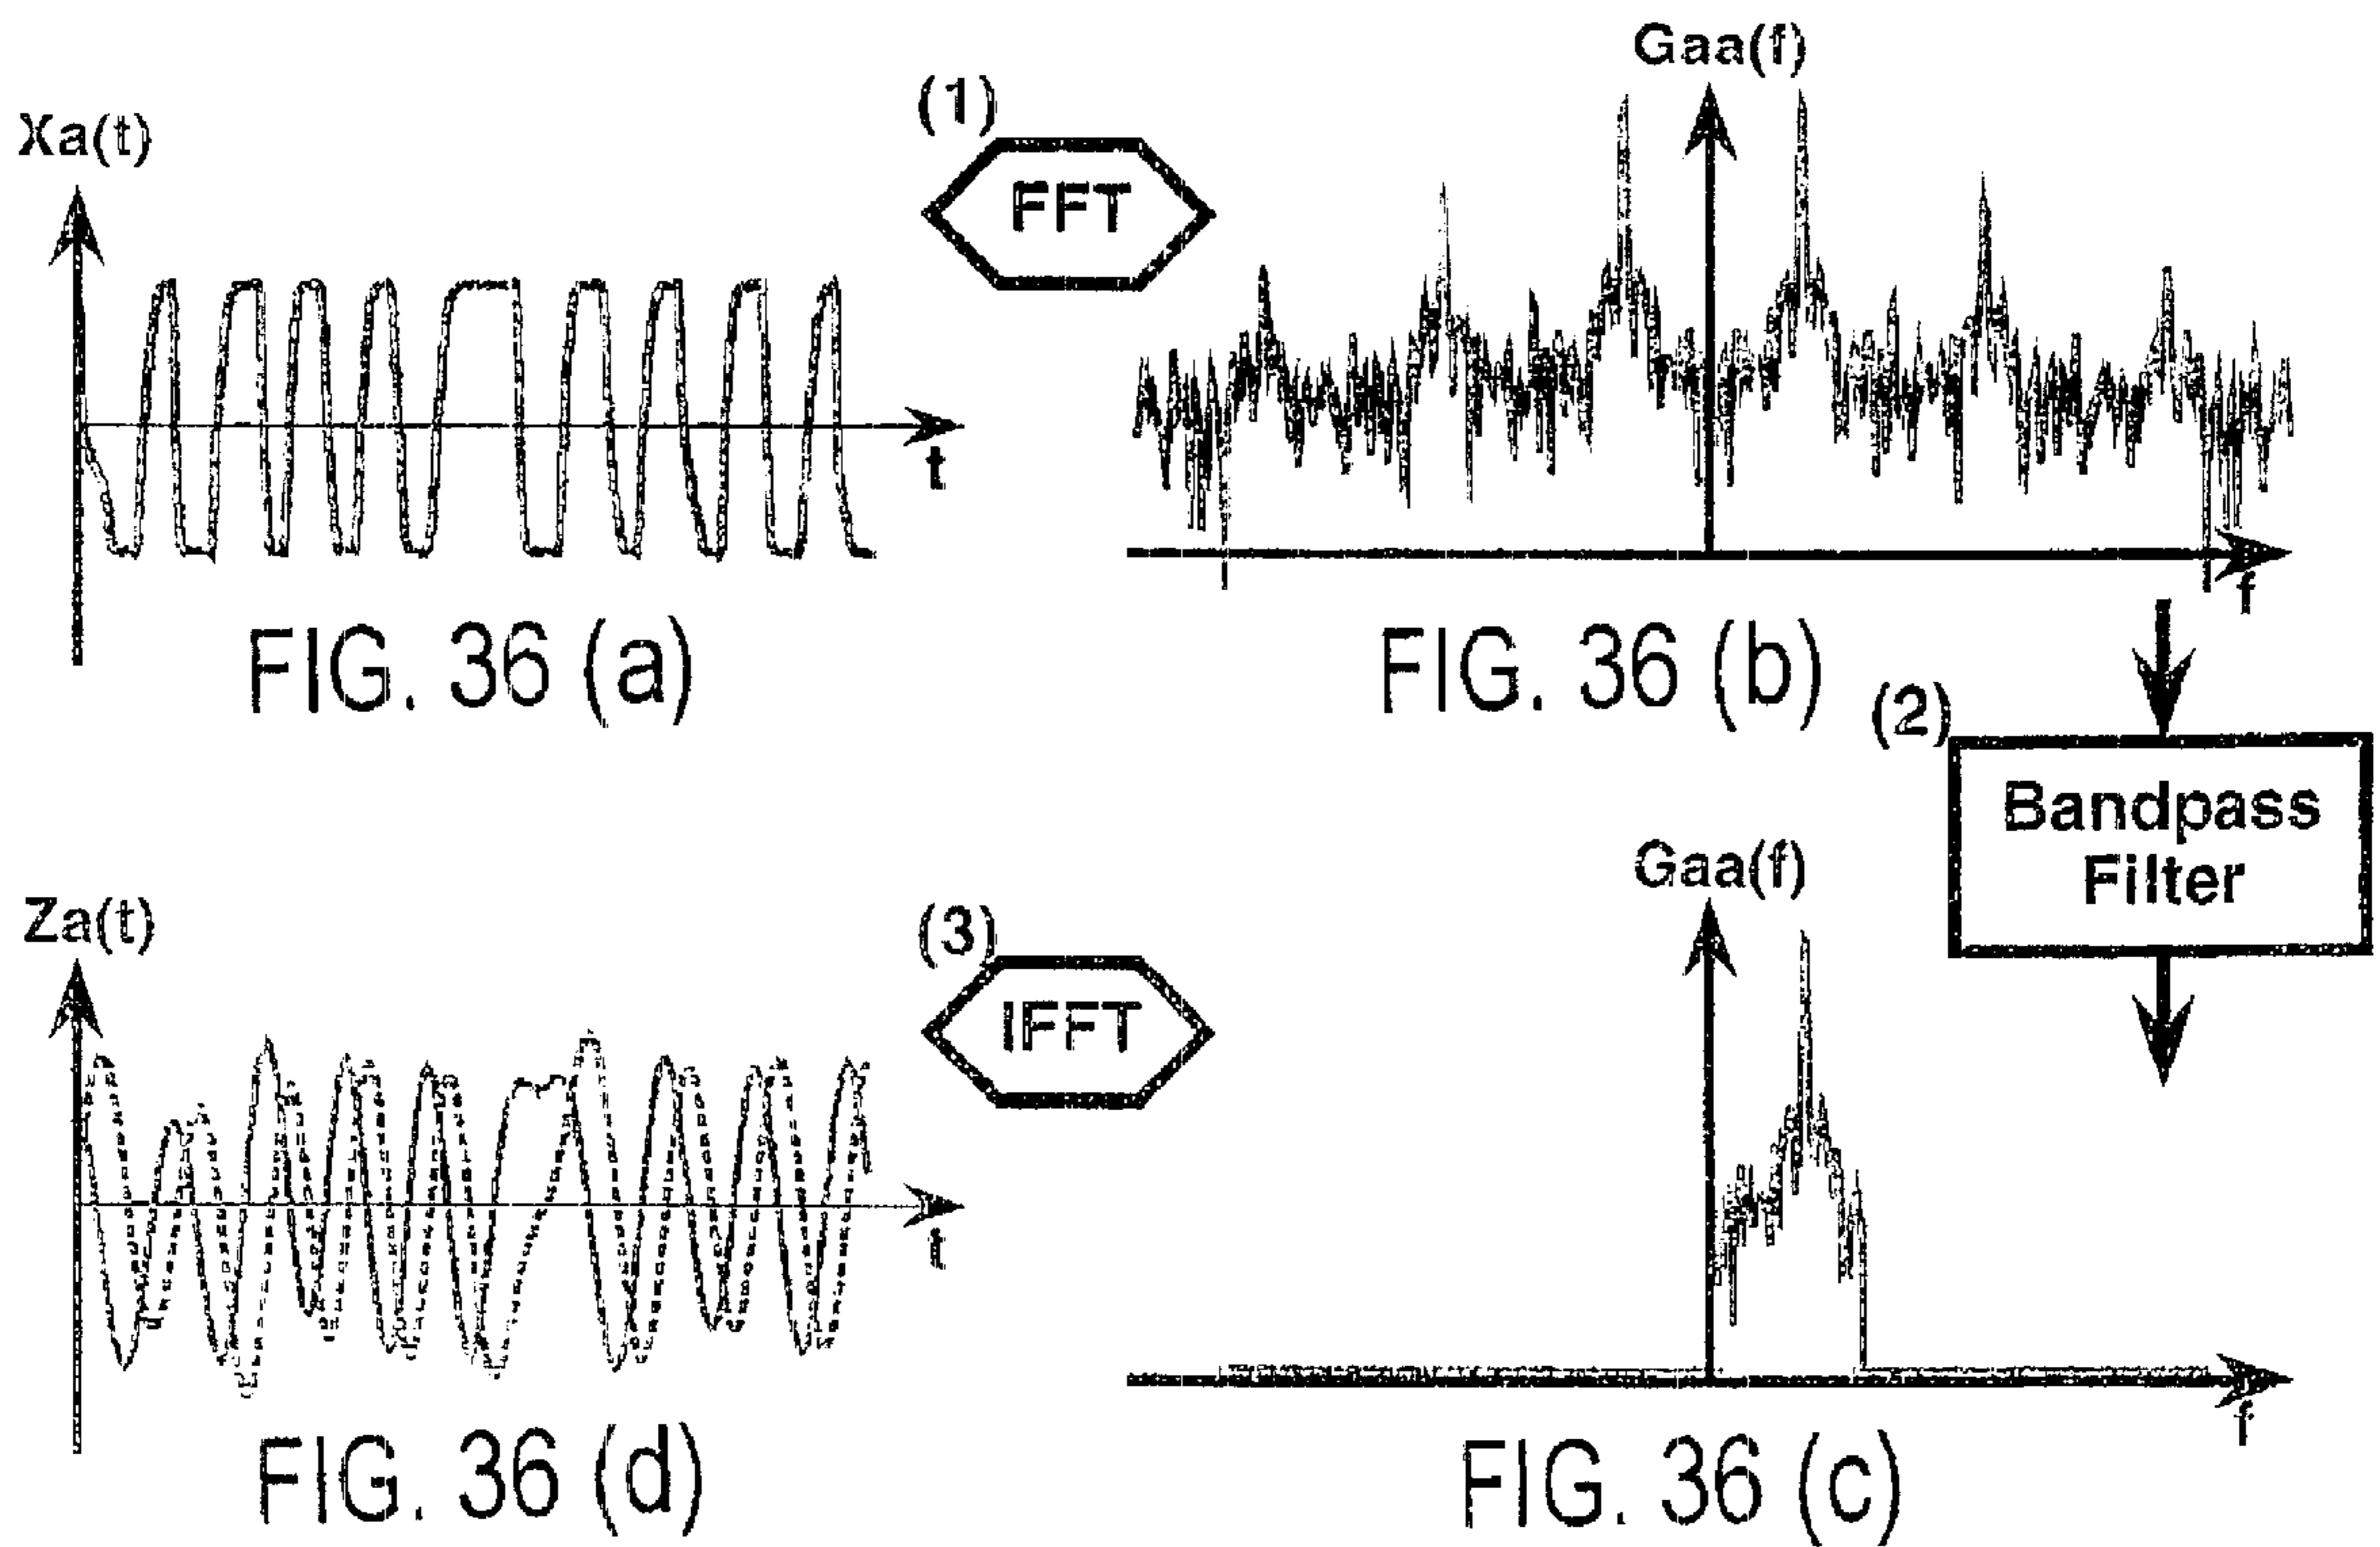 Gaa(f)
(1)
Xa(t)
FFT
t
f
FIG. 36 (a)
FIG. 36 (b)
(2)
Bandpass
Filter
Gaa(f)
Za(t)
(3)
IFFT
f
FIG. 36 (d)
FIG. 36 (c)